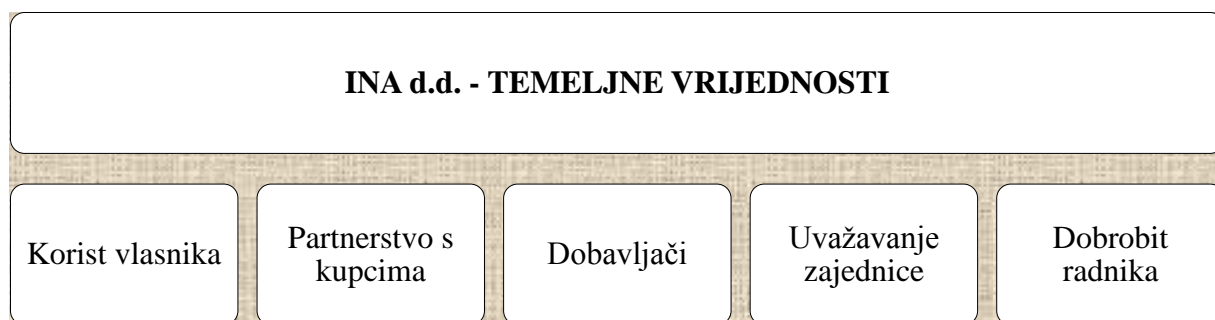 INA d.d. - TEMELJNE VRIJEDNOSTI
Korist vlasnika
Partnerstvo s
kupcima
Dobavljači
Uvažavanje
zajednice
Dobrobit
radnika